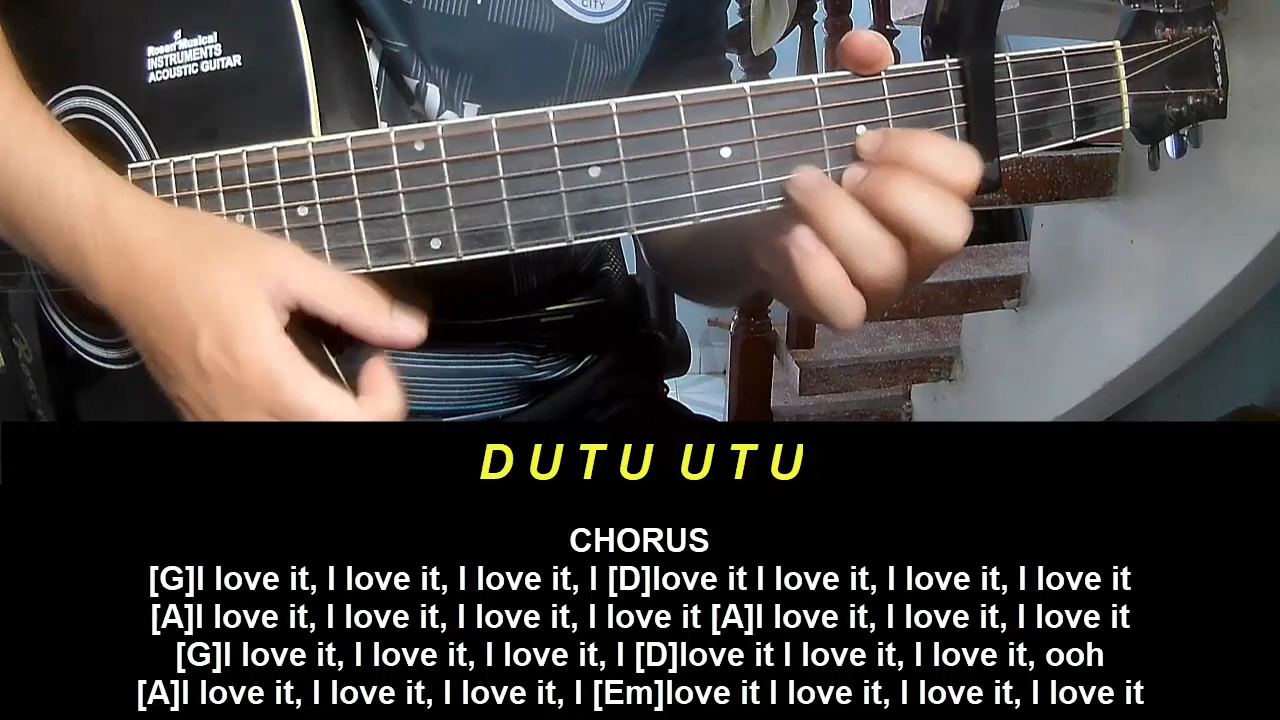 CITY
Rosen Musical
INSTRUMENTS
ACOUSTIC GUITAR
D U T U U T U
CHORUS
[G]I love it, I love it, I love it, I [D]love it I love it, I love it, I love it
[A]I love it, I love it, I love it, I love it [A]I love it, I love it, I love it
[G]I love it, I love it, I love it, I [D]love it I love it, I love it, ooh
[A]I love it, I love it, I love it, I [Em]love it I love it, I love it, I love it